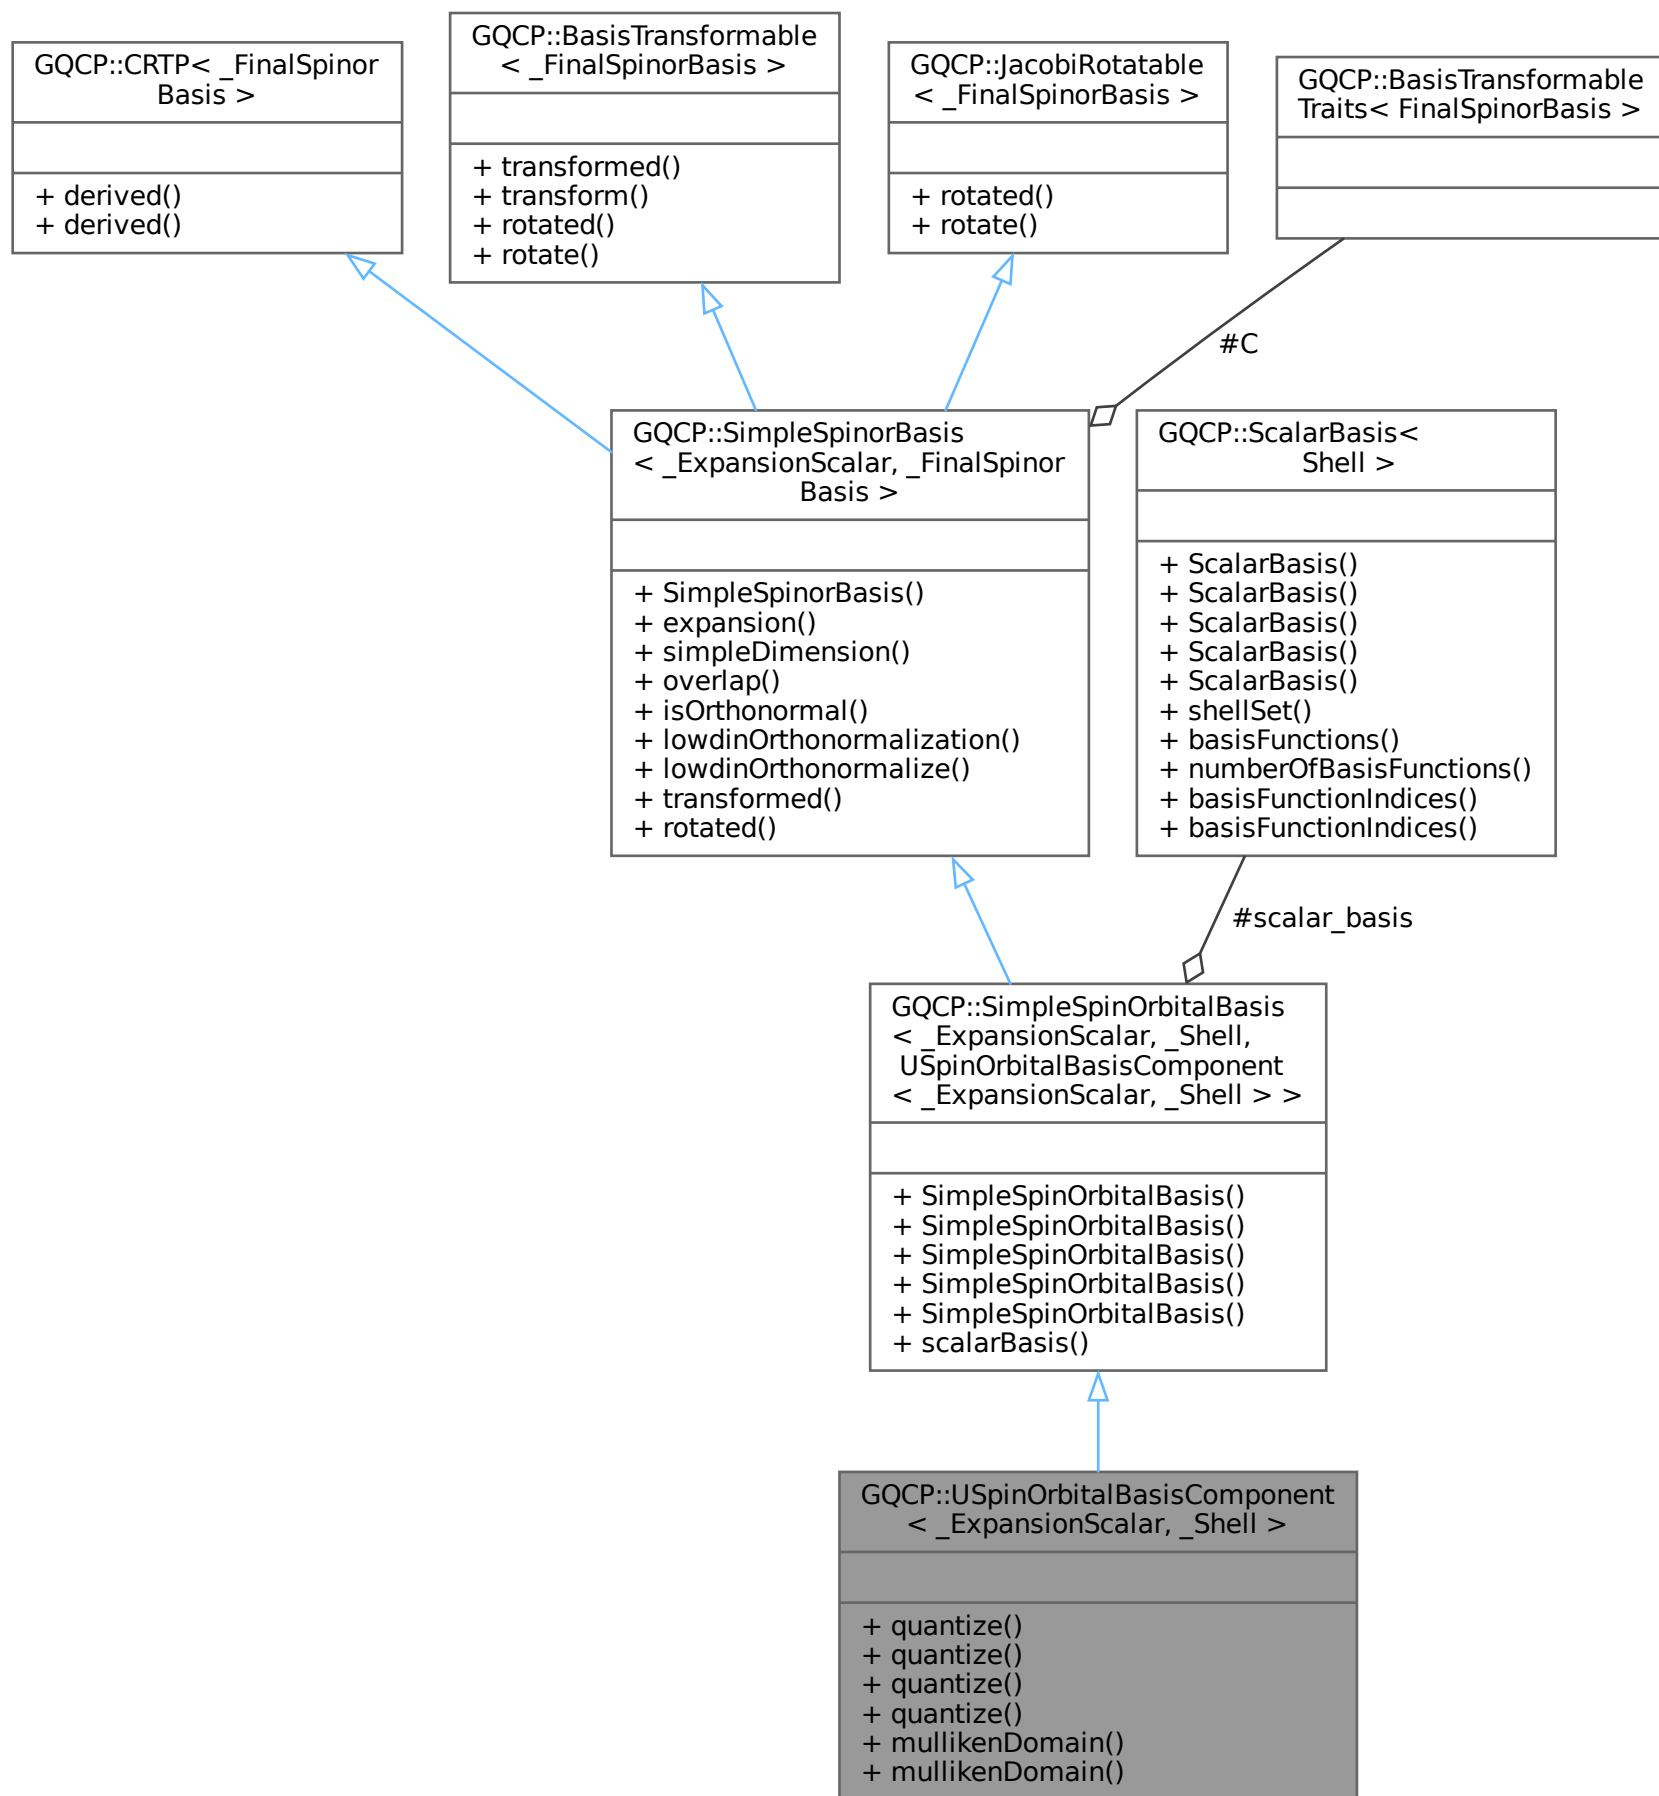 GQCP::CRTP< _FinalSpinor
Basis >
+ derived()
+ derived()
GQCP::BasisTransformable
< _FinalSpinorBasis >
+ transformed()
+ transform()
+ rotated()
+ rotate()
GQCP::JacobiRotatable
< _FinalSpinorBasis >
+ rotated()
+ rotate()
GQCP::BasisTransformable
Traits< FinalSpinorBasis >
#C
GQCP::SimpleSpinorBasis
< _ExpansionScalar, _FinalSpinor
Basis >
+ SimpleSpinorBasis()
+ expansion()
+ simpleDimension()
+ overlap()
+ isOrthonormal()
+ lowdinOrthonormalization()
+ lowdinOrthonormalize()
+ transformed()
+ rotated()
GQCP::ScalarBasis<
Shell >
+ ScalarBasis()
+ ScalarBasis()
+ ScalarBasis()
+ ScalarBasis()
+ ScalarBasis()
+ shellSet()
+ basisFunctions()
+ numberOfBasisFunctions()
+ basisFunctionIndices()
+ basisFunctionIndices()
#scalar_basis
GQCP::SimpleSpinOrbitalBasis
< _ExpansionScalar, _Shell,
USpinOrbitalBasisComponent
< _ExpansionScalar, _Shell > >
+ SimpleSpinOrbitalBasis()
+ SimpleSpinOrbitalBasis()
+ SimpleSpinOrbitalBasis()
+ SimpleSpinOrbitalBasis()
+ SimpleSpinOrbitalBasis()
+ scalarBasis()
GQCP::USpinOrbitalBasisComponent
< _ExpansionScalar, _Shell >
+ quantize()
+ quantize()
+ quantize()
+ quantize()
+ mullikenDomain()
+ mullikenDomain()